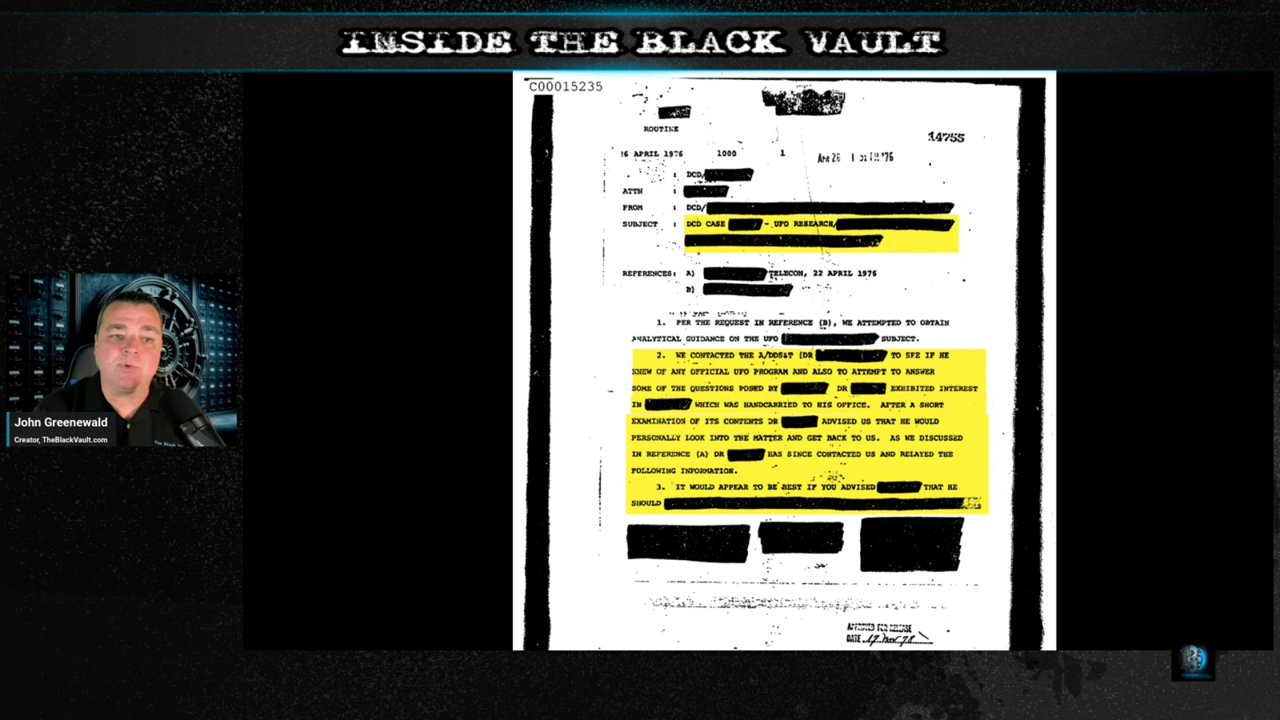 INSIDE THE BLACK VAULT
C00015235
ROUTINE
14755
26 APRIL 1976 1000 1 APR 26 '76
: DCD/
ATTN :
FROM : DCD/
SUBJECT : DCD CASE - UFO RESEARCH/
REFERENCES: A) TELECON, 22 APRIL 1976
B)
1. PER THE REQUEST IN REFERENCE (B), WE ATTEMPTED TO OBTAIN
ANALYTICAL GUIDANCE ON THE UFO SUBJECT.
2. WE CONTACTED THE A/DDS&T (DR TO SEE IF HE
KNEW OF ANY OFFICIAL UFO PROGRAM AND ALSO TO ATTEMPT TO ANSWER
SOME OF THE QUESTIONS POSED BY DR EXHIBITED INTEREST
IN WHICH WAS HANDCARRIED TO HIS OFFICE. AFTER A SHORT
EXAMINATION OF ITS CONTENTS DR ADVISED US THAT HE WOULD
PERSONALLY LOOK INTO THE MATTER AND GET BACK TO US. AS WE DISCUSSED
IN REFERENCE (A) DR HAS SINCE CONTACTED US AND RELAYED THE
FOLLOWING INFORMATION.
3. IT WOULD APPEAR TO BE BEST IF YOU ADVISED THAT HE
SHOULD
APPROVED FOR RELEASE
DATE 17 Nov 78
John Greenewald
Creator, TheBlackVault.com